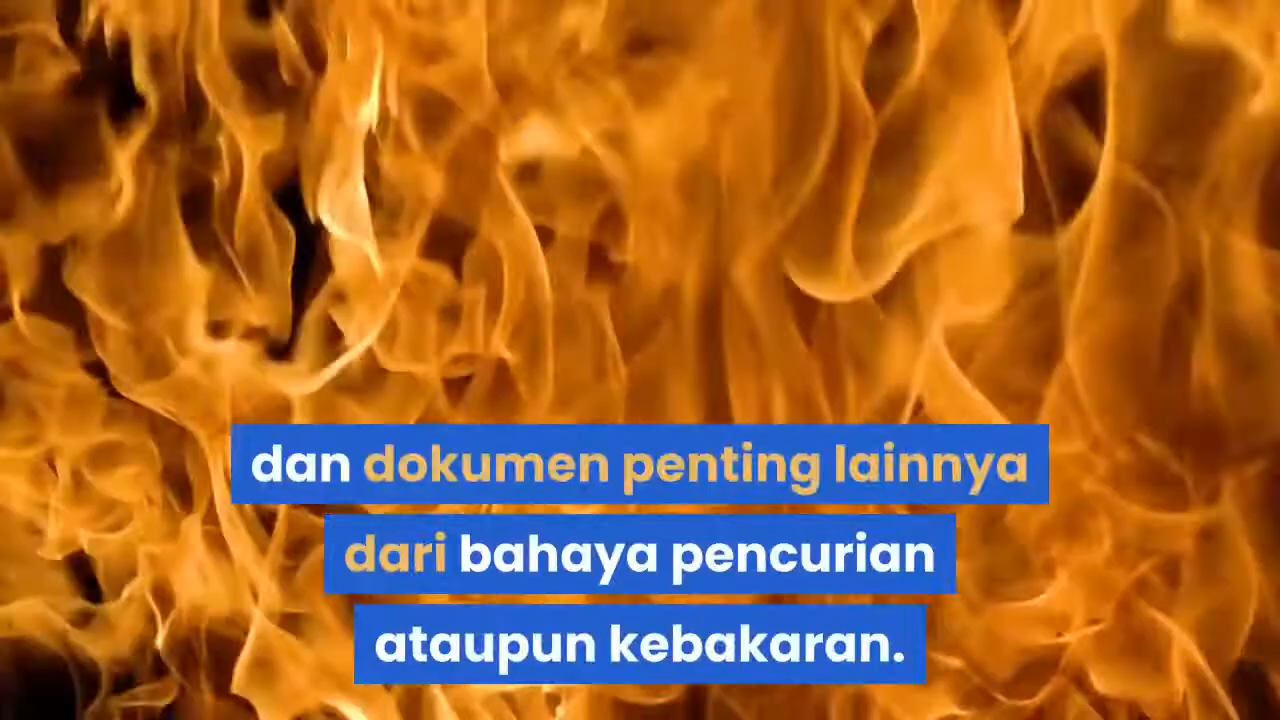 dan dokumen penting lainnya
dari bahaya pencurian
ataupun kebakaran.